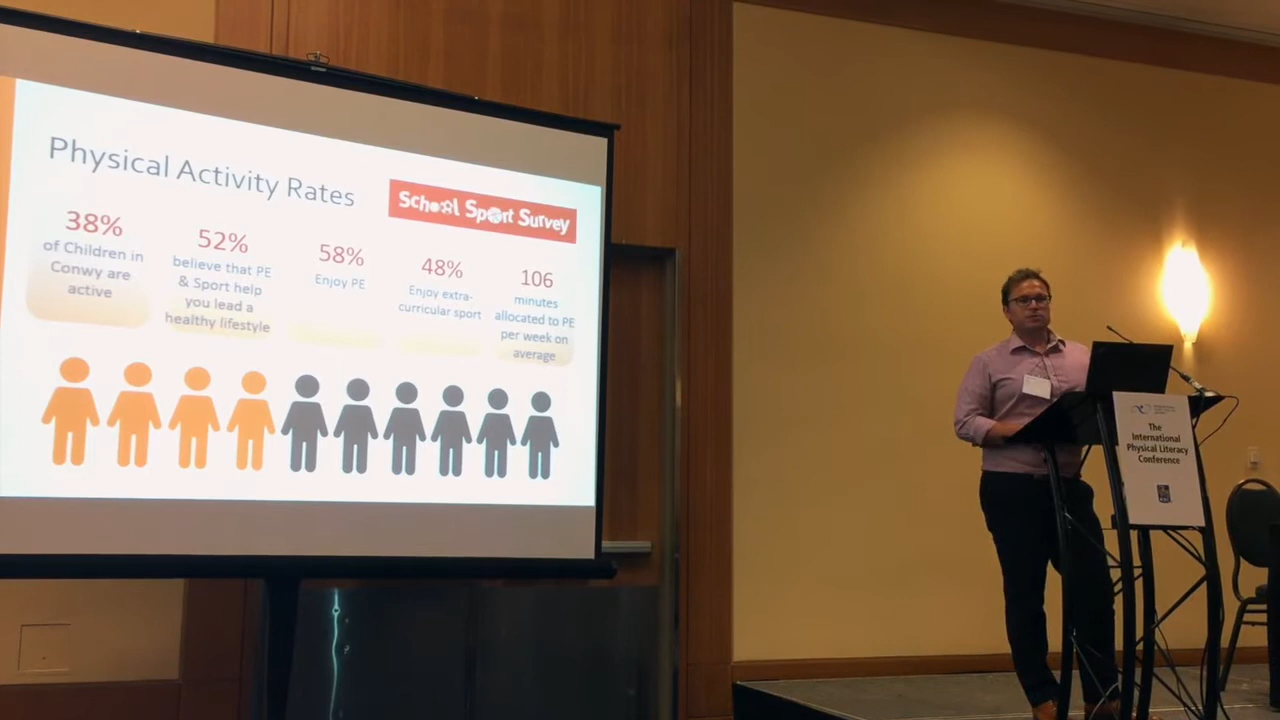 Physical Activity Rates
School Sport Survey
38%
of Children in
Conwy are
active
52%
believe that PE
& Sport help
you lead a
healthy lifestyle
58%
Enjoy PE
48%
Enjoy extra-
curricular sport
106
minutes
allocated to PE
per week on
average
The
International
Physical Literacy
Conference